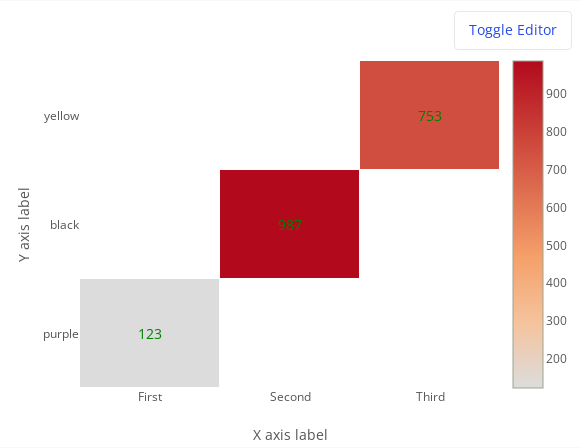 Toggle Editor
yellow
753
900
800
700
600
500
400
300
200
black
987
purple
123
First
Second
Third
Y axis label
X axis label